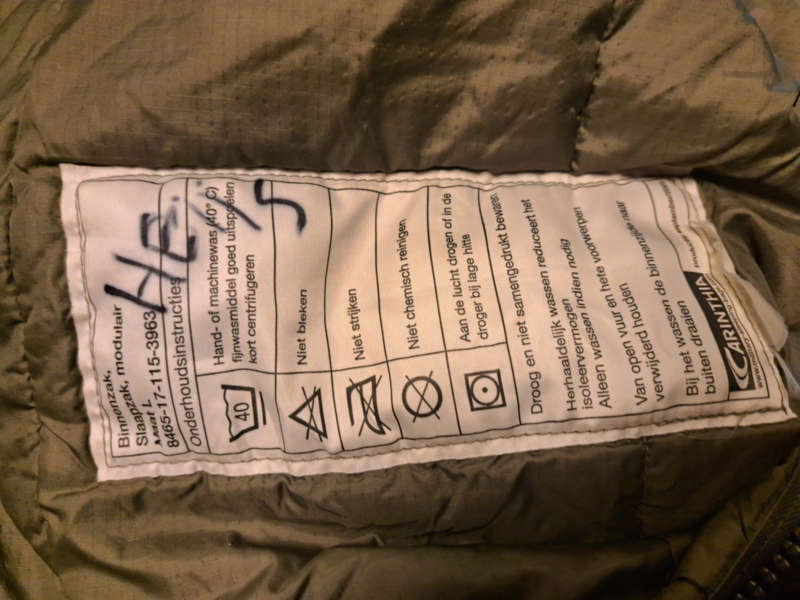 Binnenzak,
Slaapzak, modulair
Maat L
8465-17-115-3963
Onderhoudsinstructies
40
Hand- of machinewas (40° C)
fijnwasmiddel goed uitspoelen
kort centrifugeren
Niet bleken
Niet strijken
Niet chemisch reinigen
Aan de lucht drogen of in de
droger bij lage hitte
Droog en niet samengedrukt bewaren
Herhaaldelijk wassen reduceert het
isoleervermogen
Alleen wassen indien nodig
Van open vuur en hete voorwerpen
verwijderd houden
Bij het wassen de binnenzijde naar
buiten draaien
CARINTHIA